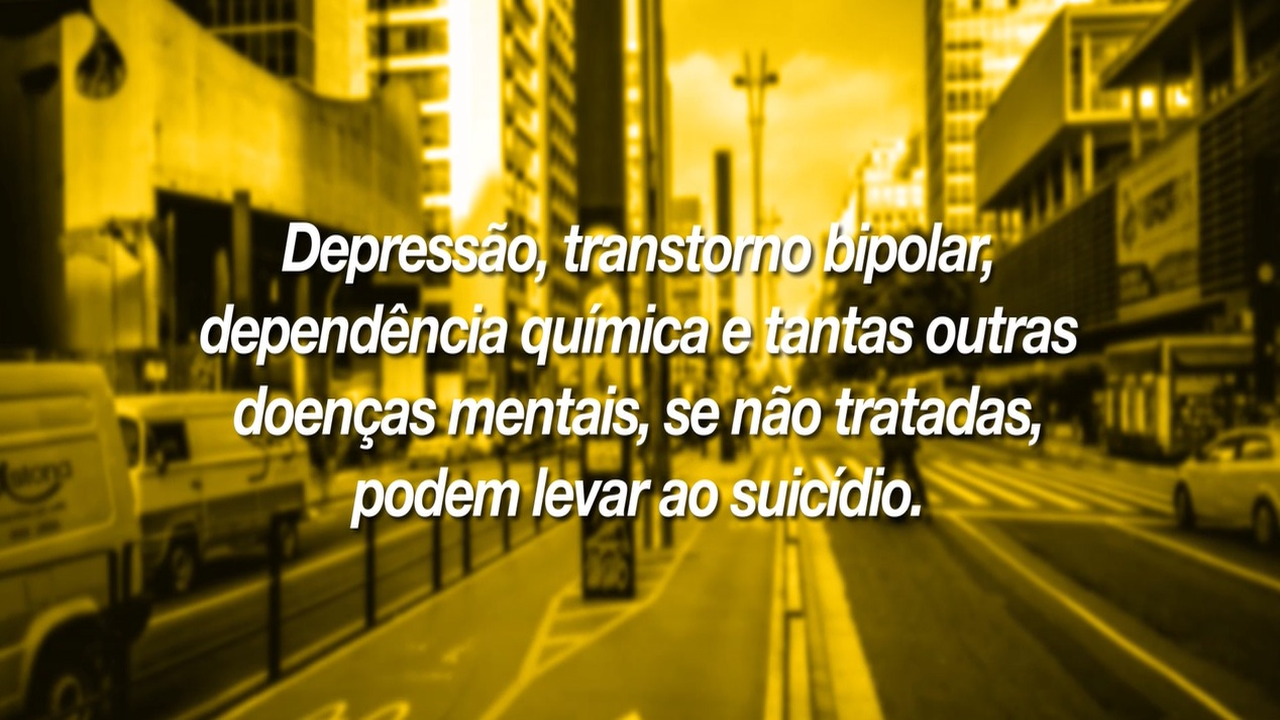 Depressão, transtorno bipolar,
dependência química e tantas outras
doenças mentais, se não tratadas,
podem levar ao suicídio.